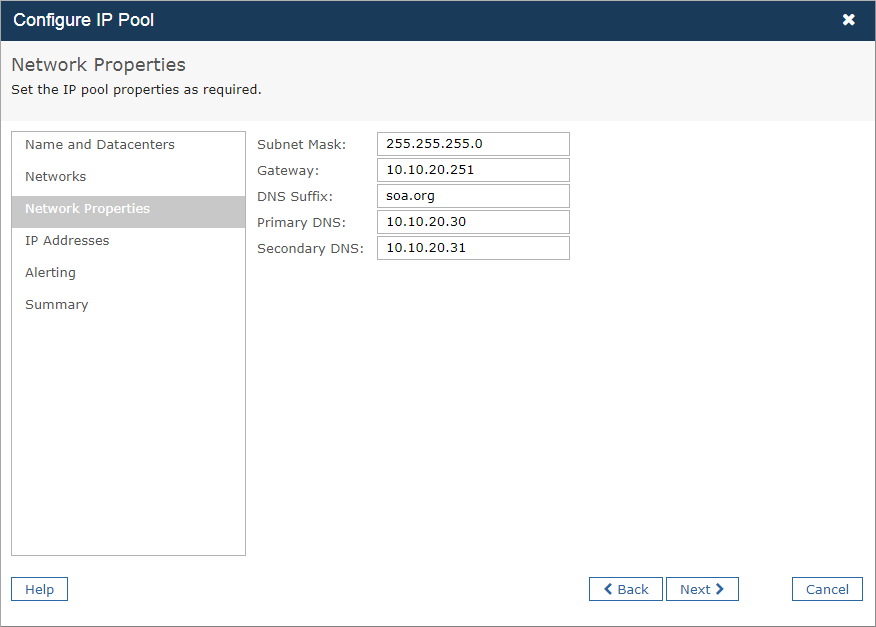 Configure IP Pool
Network Properties
Set the IP pool properties as required.
Name and Datacenters
Networks
Network Properties
IP Addresses
Alerting
Summary
Subnet Mask: 255.255.255.0
Gateway: 10.10.20.251
DNS Suffix: soa.org
Primary DNS: 10.10.20.30
Secondary DNS: 10.10.20.31
Help
Back
Next
Cancel